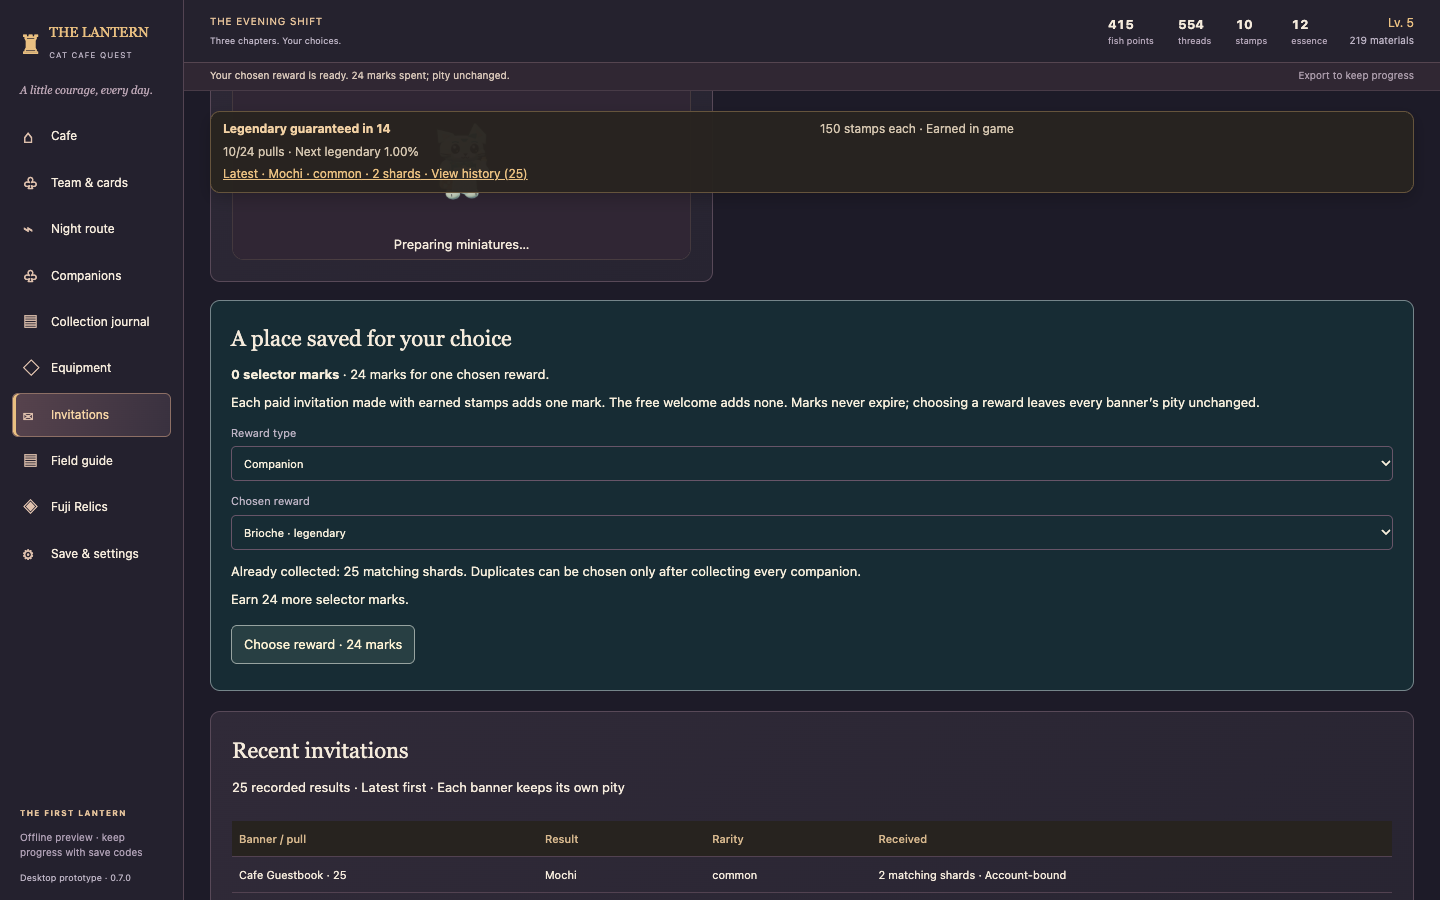 THE LANTERN
CAT CAFE QUEST
A little courage, every day.
Cafe
Team & cards
Night route
Companions
Collection journal
Equipment
Invitations
Field guide
Fuji Relics
Save & settings
THE FIRST LANTERN
Offline preview · keep
progress with save codes
Desktop prototype · 0.7.0
THE EVENING SHIFT
Three chapters. Your choices.
415
fish points
554
threads
10
stamps
12
essence
Lv. 5
219 materials
Your chosen reward is ready. 24 marks spent; pity unchanged.
Export to keep progress
Legendary guaranteed in 14
150 stamps each · Earned in game
10/24 pulls · Next legendary 1.00%
Latest · Mochi · common · 2 shards · View history (25)
Preparing miniatures...
A place saved for your choice
0 selector marks · 24 marks for one chosen reward.
Each paid invitation made with earned stamps adds one mark. The free welcome adds none. Marks never expire; choosing a reward leaves every banner's pity unchanged.
Reward type
Companion
Chosen reward
Brioche · legendary
Already collected: 25 matching shards. Duplicates can be chosen only after collecting every companion.
Earn 24 more selector marks.
Choose reward · 24 marks
Recent invitations
25 recorded results · Latest first · Each banner keeps its own pity
Banner / pull Result Rarity Received
Cafe Guestbook · 25 Mochi common 2 matching shards · Account-bound